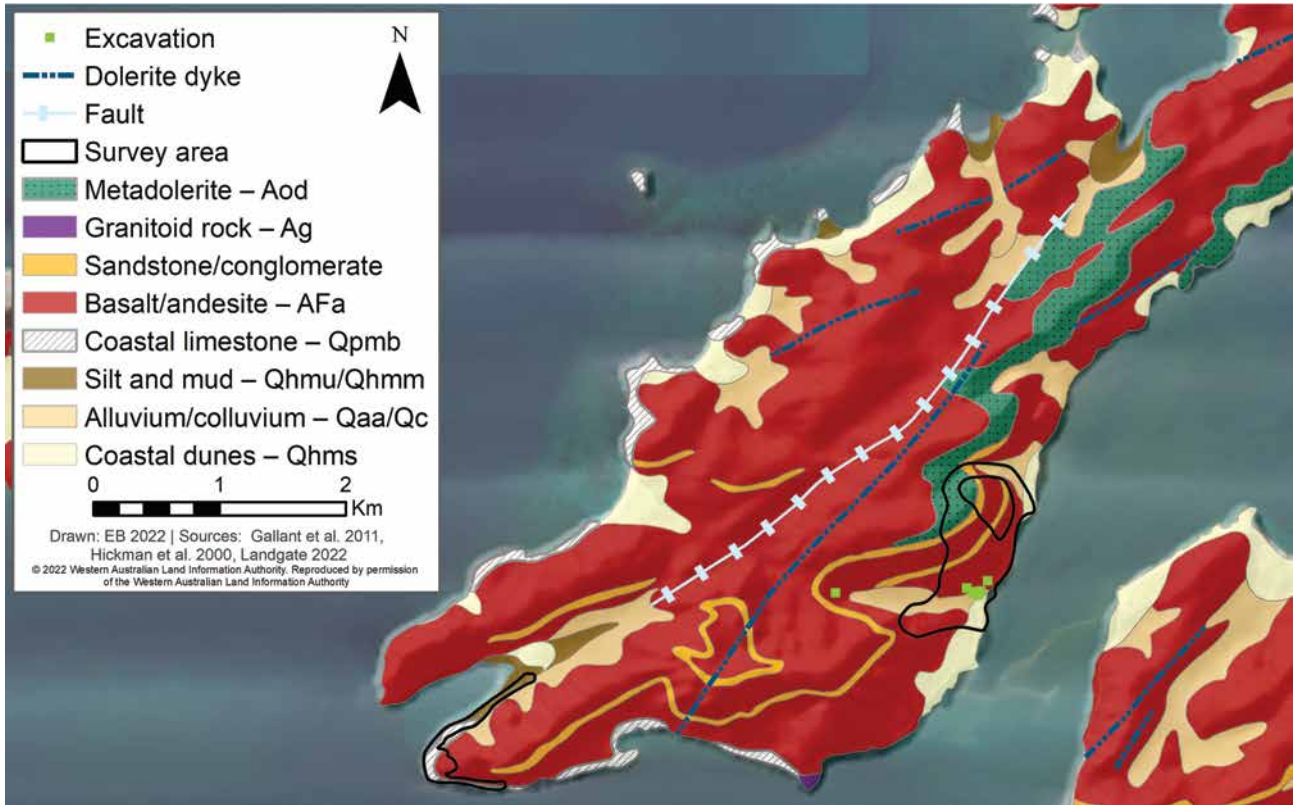 Excavation
N
Dolerite dyke
Fault
Survey area
Metadolerite – Aod
Granitoid rock – Ag
Sandstone/conglomerate
Basalt/andesite – AFa
Coastal limestone – Qpmb
Silt and mud – Qhmu/Qhmm
Alluvium/colluvium – Qaa/Qc
Coastal dunes – Qhms
0 1 2
Km
Drawn: EB 2022 | Sources: Gallant et al. 2011,
Hickman et al. 2000, Landgate 2022
© 2022 Western Australian Land Information Authority. Reproduced by permission
of the Western Australian Land Information Authority